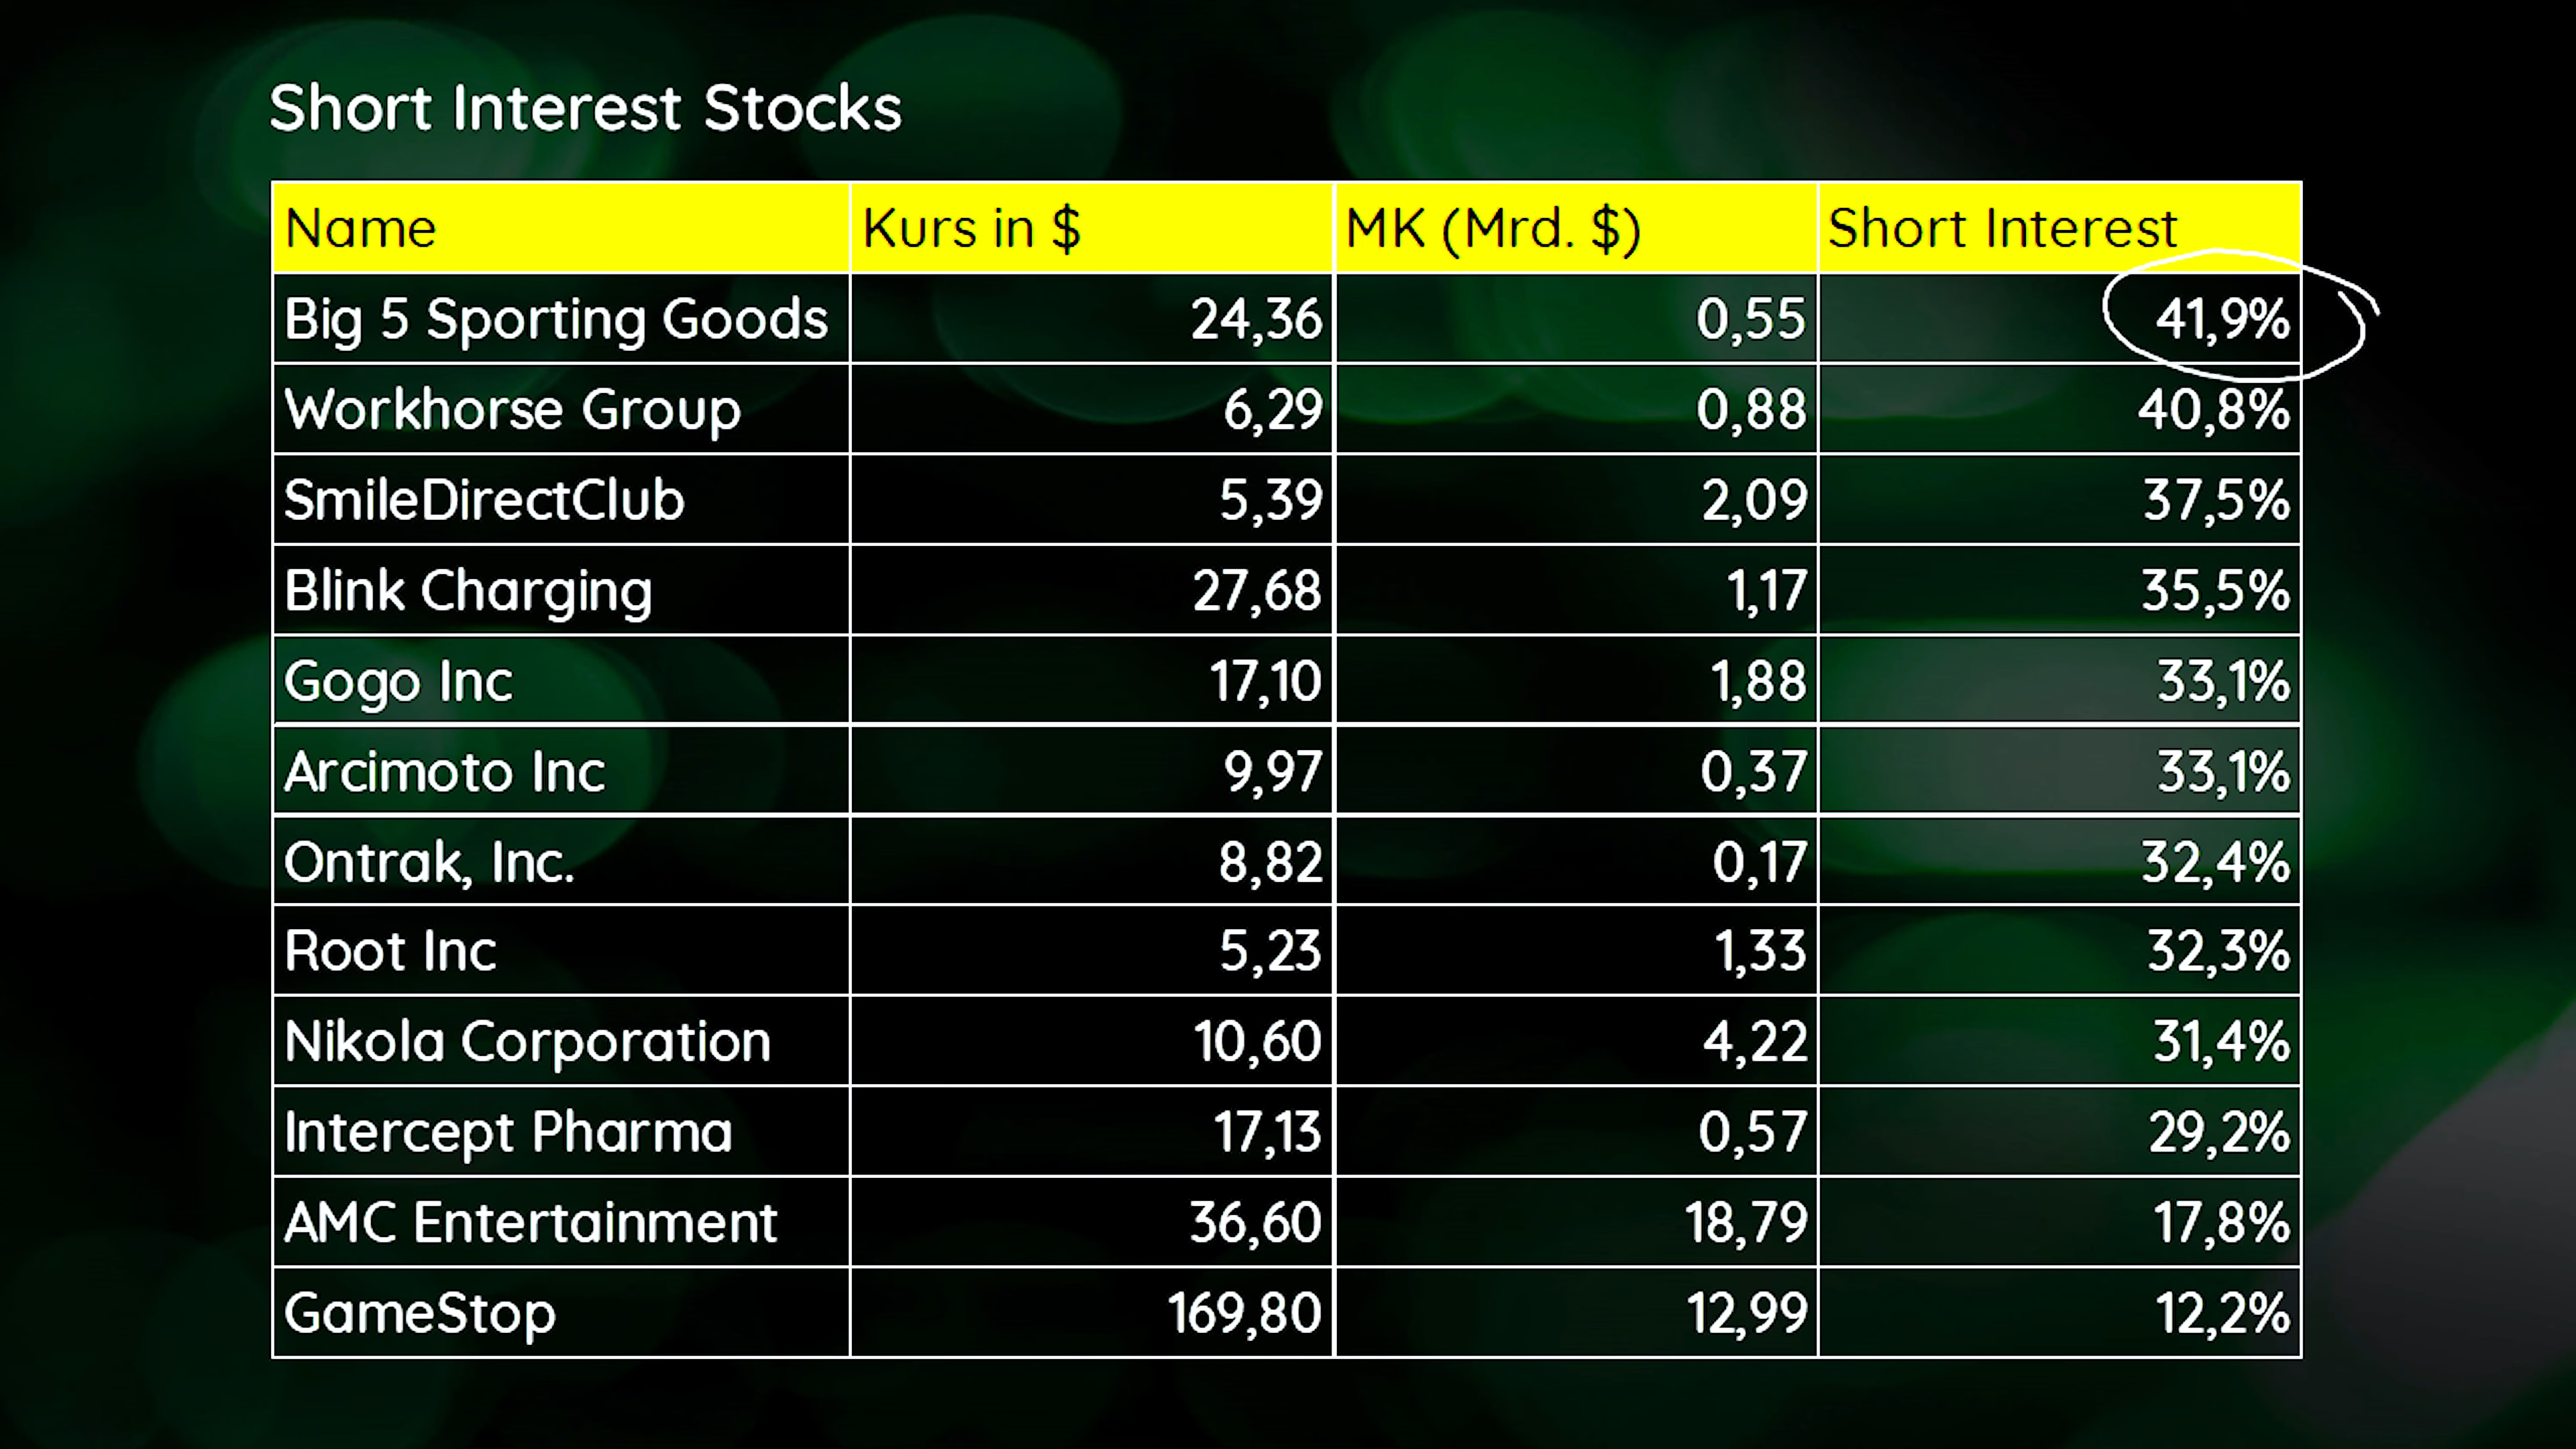 Short Interest Stocks
Name Kurs in $ MK (Mrd. $) Short Interest
Big 5 Sporting Goods 24,36 0,55 41,9%
Workhorse Group 6,29 0,88 40,8%
SmileDirectClub 5,39 2,09 37,5%
Blink Charging 27,68 1,17 35,5%
Gogo Inc 17,10 1,88 33,1%
Arcimoto Inc 9,97 0,37 33,1%
Ontrak, Inc. 8,82 0,17 32,4%
Root Inc 5,23 1,33 32,3%
Nikola Corporation 10,60 4,22 31,4%
Intercept Pharma 17,13 0,57 29,2%
AMC Entertainment 36,60 18,79 17,8%
GameStop 169,80 12,99 12,2%